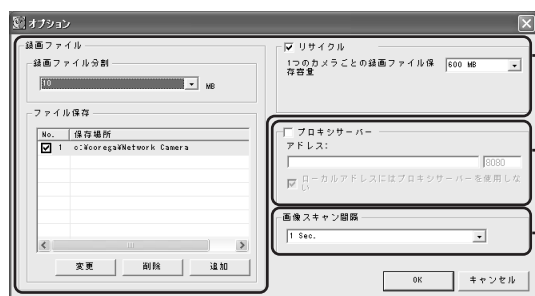 オプション
録画ファイル
録画ファイル分割
10
MB
ファイル保存
No. 保存場所
1 c:¥corega¥Network Camera
変更 削除 追加
リサイクル
1つのカメラごとの録画ファイル保
存容量
600 MB
プロキシサーバー
アドレス:
8080
ローカルアドレスにはプロキシサーバーを使用しな
い
画像スキャン間隔
1 Sec.
OK キャンセル